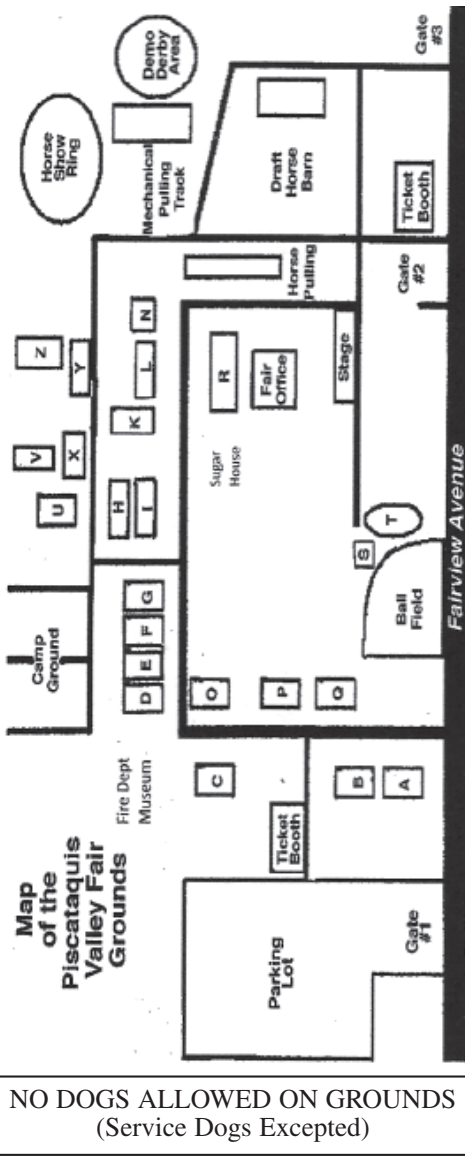 Map
of the
Piscataquis
Valley Fair
Grounds
Camp
Ground
Horse
Show
Ring
Demo
Derby
Area
Mechanical
Pulling
Track
Z
Y
V
X
U
N
L
K
H
I
Fire Dept
Museum
D
E
F
G
Sugar
House
R
Fair
Office
Stage
Horse
Pulling
Draft
Horse
Barn
Ticket
Booth
C
O
P
Q
S
T
Ball
Field
Ticket
Booth
B
A
Parking
Lot
Gate
#1
Gate
#2
Gate
#3
Fairview Avenue
NO DOGS ALLOWED ON GROUNDS
(Service Dogs Excepted)